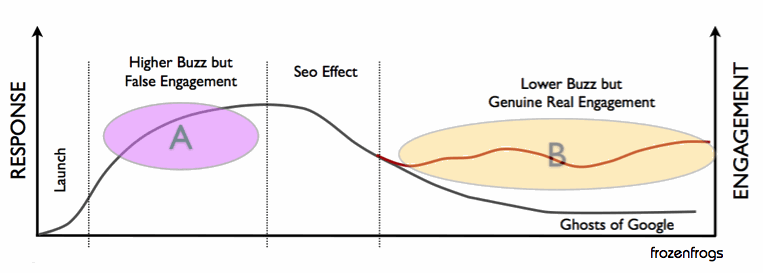 RESPONSE
Launch
Higher Buzz but
False Engagement
A
Seo Effect
Lower Buzz but
Genuine Real Engagement
B
Ghosts of Google
ENGAGEMENT
frozenfrogs